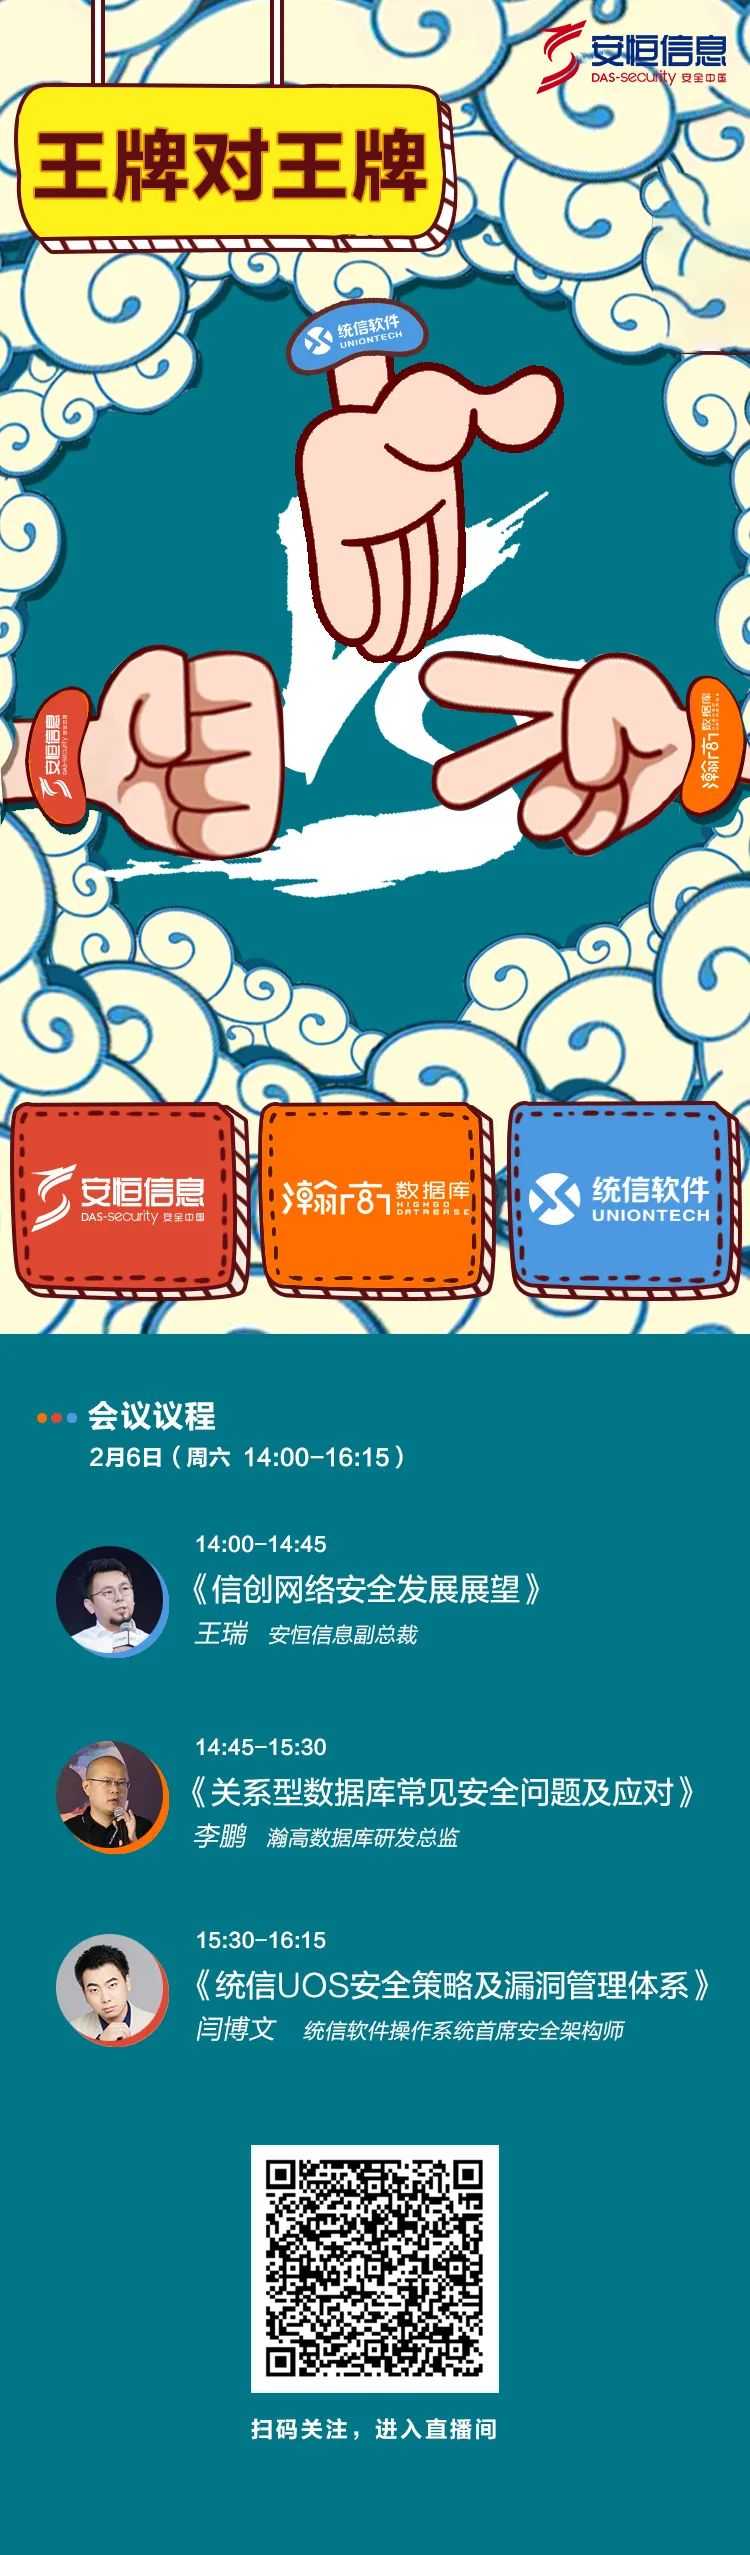 安恒信息
DAS-security 安全中国
王牌对王牌
统信软件
UNIONTECH
安恒信息
DAS-security 安全中国
瀚高
数据库
安恒信息
DAS-security 安全中国
瀚高
数据库
HIGHGO
DATABASE
统信软件
UNIONTECH
会议议程
2月6日（周六 14:00-16:15）
14:00-14:45
《信创网络安全发展展望》
王瑞 安恒信息副总裁
14:45-15:30
《关系型数据库常见安全问题及应对》
李鹏 瀚高数据库研发总监
15:30-16:15
《统信UOS安全策略及漏洞管理体系》
闫博文 统信软件操作系统首席安全架构师
扫码关注，进入直播间